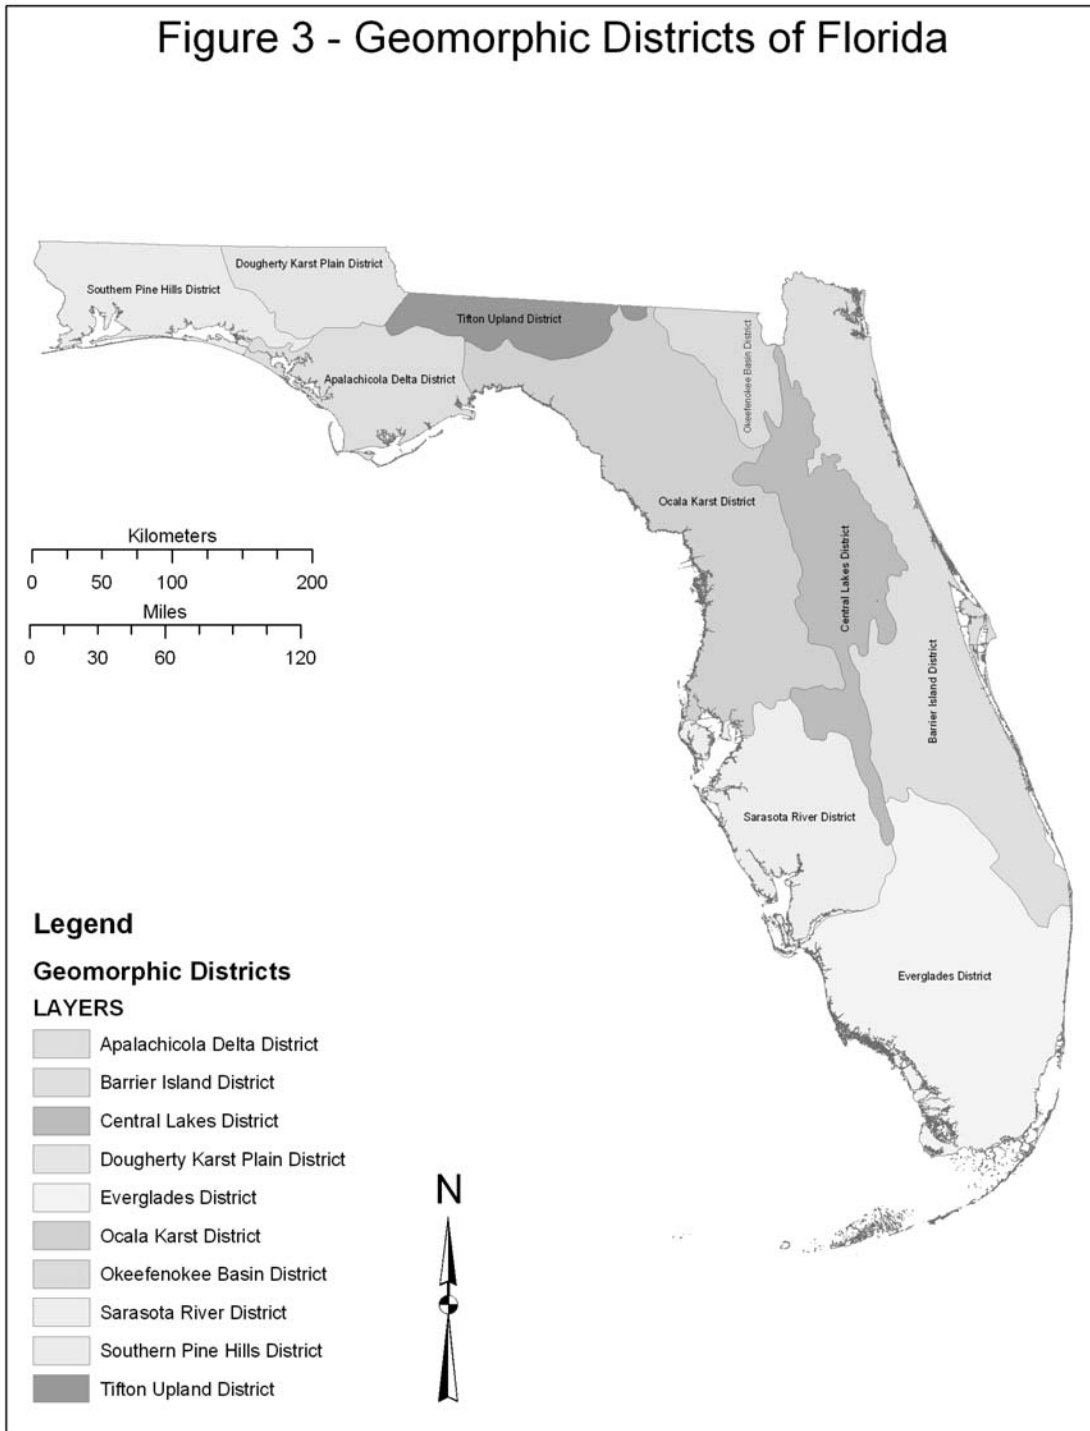 Figure 3 - Geomorphic Districts of Florida
Dougherty Karst Plain District
Southern Pine Hills District
Tifton Upland District
Okeefenokee Basin District
Apalachicola Delta District
Ocala Karst District
Central Lakes District
Barrier Island District
Sarasota River District
Everglades District
Kilometers
0 50 100 200
Miles
0 30 60 120
Legend
Geomorphic Districts
LAYERS
Apalachicola Delta District
Barrier Island District
Central Lakes District
Dougherty Karst Plain District
Everglades District
Ocala Karst District
Okeefenokee Basin District
Sarasota River District
Southern Pine Hills District
Tifton Upland District
N